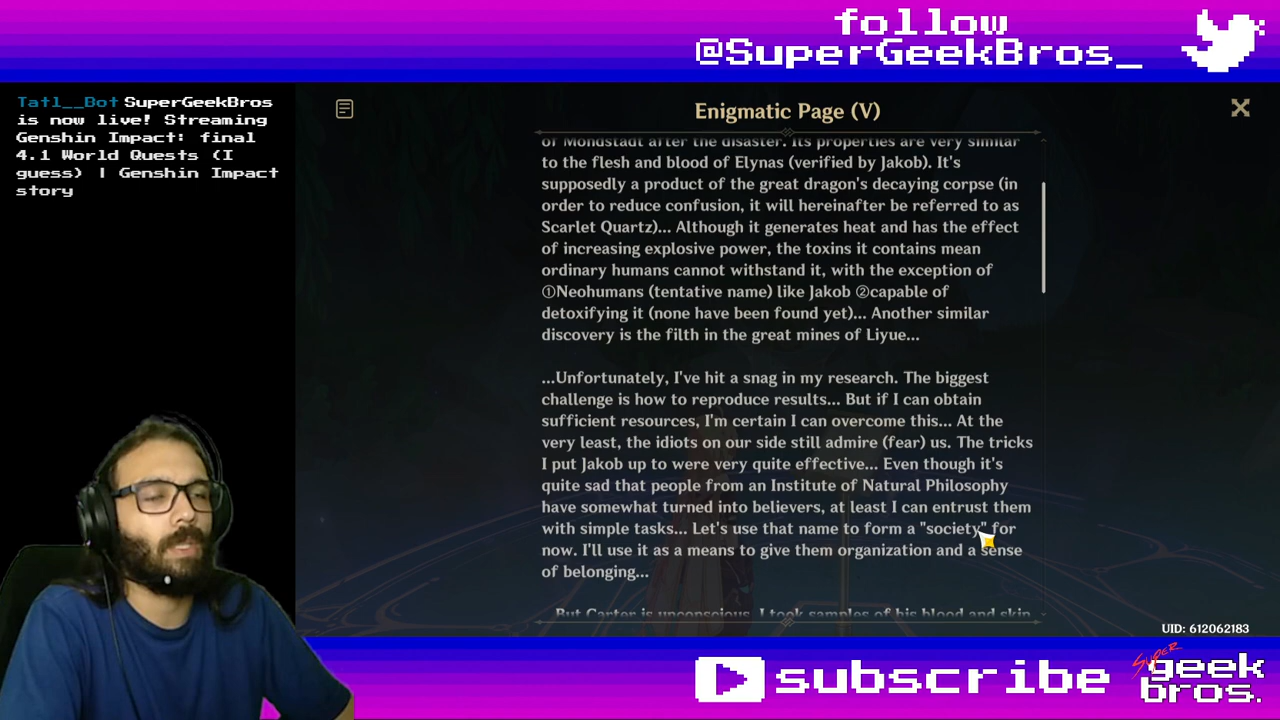 follow
@SuperGeekBros_
Tatl__Bot SuperGeekBros
is now live! Streaming
Genshin Impact: final
4.1 World Quests (I
guess) | Genshin Impact
story
Enigmatic Page (V)
of Mondstadt after the disaster. Its properties are very similar
to the flesh and blood of Elynas (verified by Jakob). It's
supposedly a product of the great dragon's decaying corpse (in
order to reduce confusion, it will hereinafter be referred to as
Scarlet Quartz)... Although it generates heat and has the effect
of increasing explosive power, the toxins it contains mean
ordinary humans cannot withstand it, with the exception of
①Neohumans (tentative name) like Jakob ②capable of
detoxifying it (none have been found yet)... Another similar
discovery is the filth in the great mines of Liyue...
...Unfortunately, I've hit a snag in my research. The biggest
challenge is how to reproduce results... But if I can obtain
sufficient resources, I'm certain I can overcome this... At the
very least, the idiots on our side still admire (fear) us. The tricks
I put Jakob up to were very quite effective... Even though it's
quite sad that people from an Institute of Natural Philosophy
have somewhat turned into believers, at least I can entrust them
with simple tasks... Let's use that name to form a "society" for
now. I'll use it as a means to give them organization and a sense
of belonging...
...But Carter is unconscious. I took samples of his blood and skin
UID: 612062183
subscribe
SUPER
geek
bros.